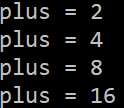 plus = 2
plus = 4
plus = 8
plus = 16